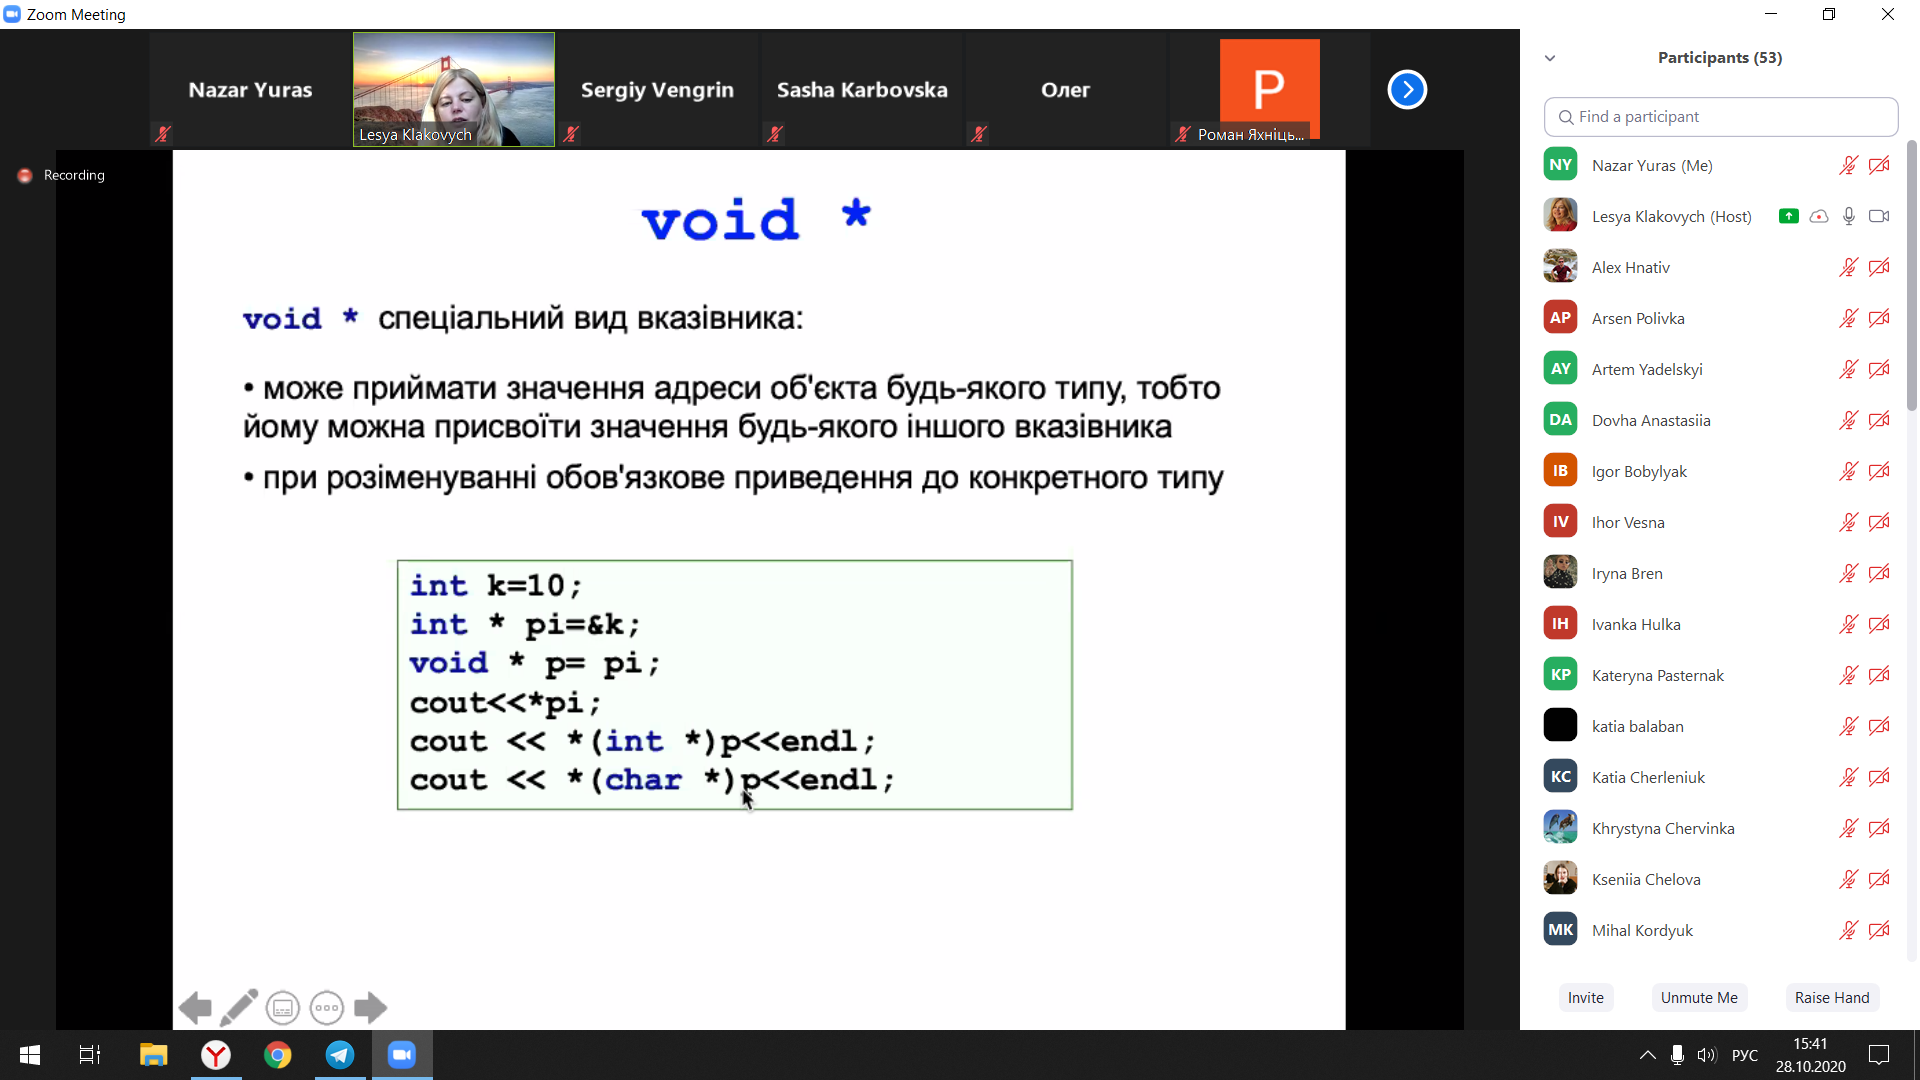 Zoom Meeting
Nazar Yuras
Lesya Klakovych
Sergiy Vengrin
Sasha Karbovska
Олег
P
Роман Яхніць...
Recording
void *
void * спеціальний вид вказівника:
• може приймати значення адреси об'єкта будь-якого типу, тобто
йому можна присвоїти значення будь-якого іншого вказівника
• при розіменуванні обов'язкове приведення до конкретного типу
int k=10;
int * pi=&k;
void * p= pi;
cout<<*pi;
cout << *(int *)p<<endl;
cout << *(char *)p<<endl;
Participants (53)
Find a participant
NY Nazar Yuras (Me)
Lesya Klakovych (Host)
Alex Hnativ
AP Arsen Polivka
AY Artem Yadelskyi
DA Dovha Anastasiia
IB Igor Bobylyak
IV Ihor Vesna
Iryna Bren
IH Ivanka Hulka
KP Kateryna Pasternak
katia balaban
KC Katia Cherleniuk
Khrystyna Chervinka
Kseniia Chelova
MK Mihal Kordyuk
Invite Unmute Me Raise Hand
РУС
15:41
28.10.2020